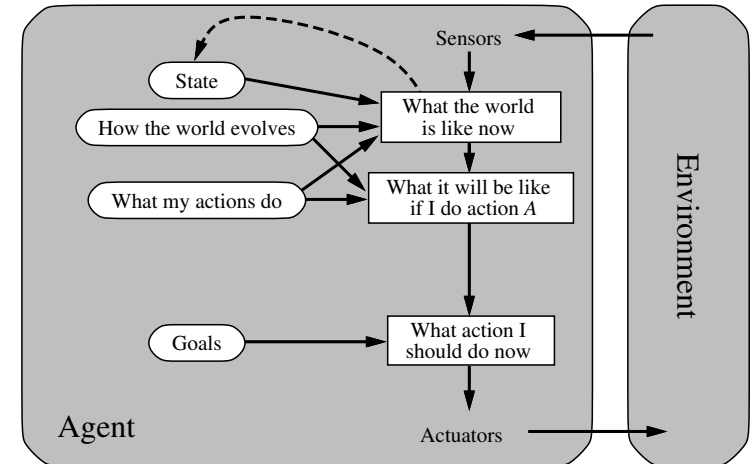 Sensors
State
What the world
is like now
How the world evolves
What it will be like
if I do action A
What my actions do
Environment
What action I
should do now
Goals
Agent
Actuators